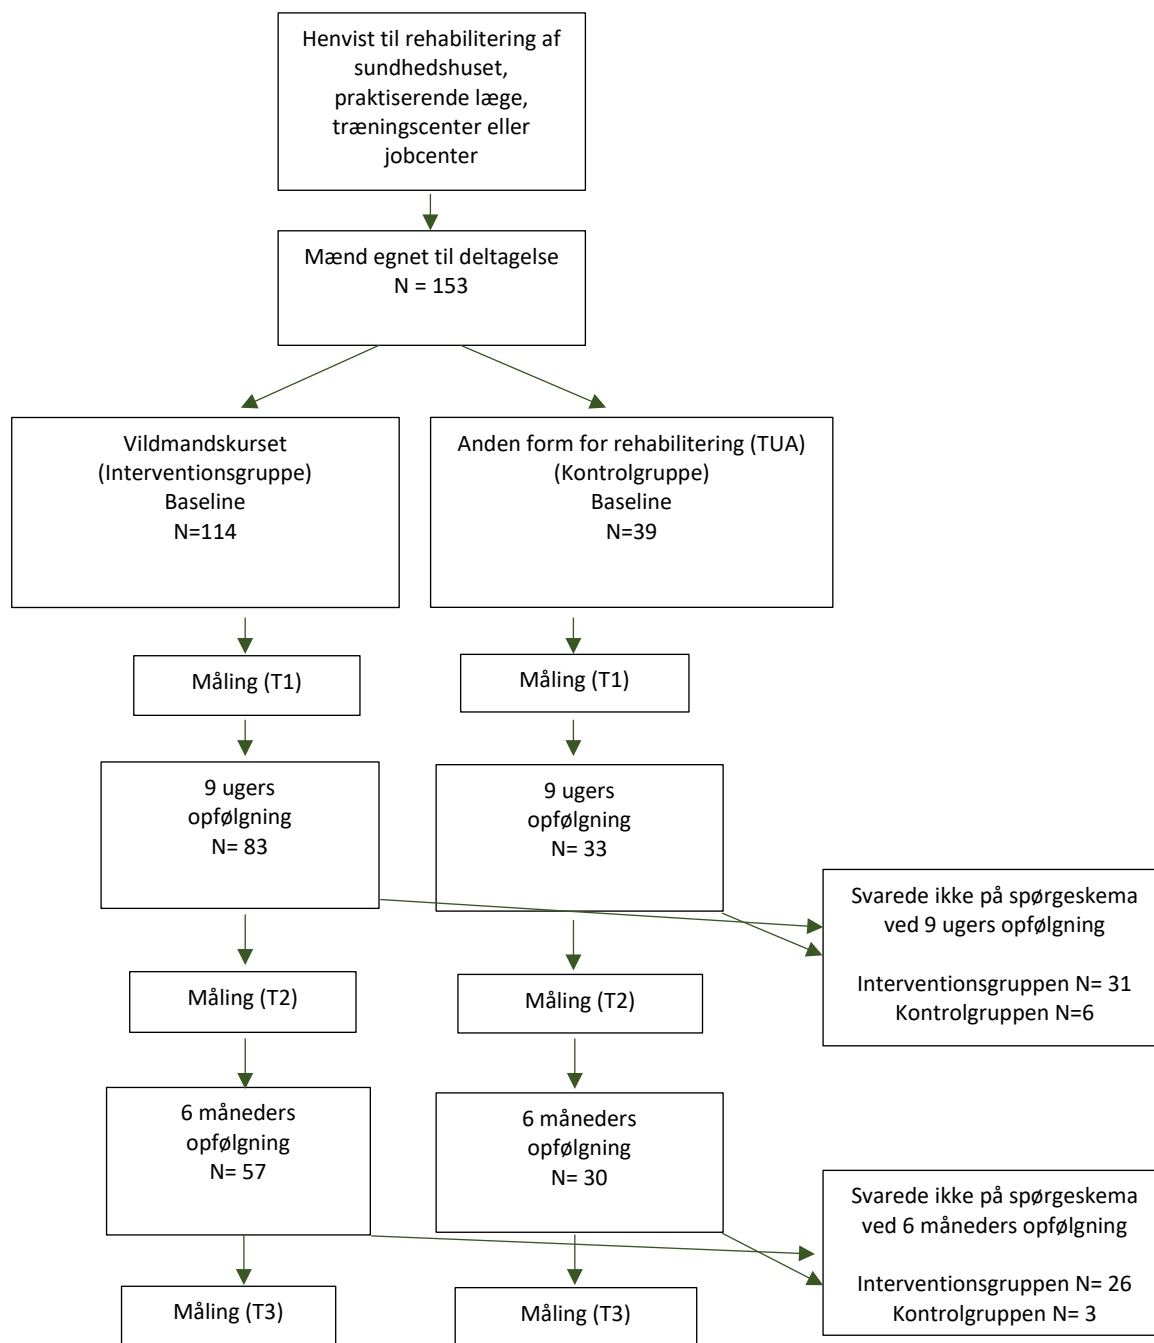 Henvist til rehabilitering af
sundhedshuset,
praktiserende læge,
træningscenter eller
jobcenter
Mænd egnet til deltagelse
N = 153
Vildmandskurset
(Interventionsgruppe)
Baseline
N=114
Anden form for rehabilitering (TUA)
(Kontrolgruppe)
Baseline
N=39
Måling (T1)
Måling (T1)
9 ugers
opfølgning
N= 83
9 ugers
opfølgning
N= 33
Svarede ikke på spørgeskema
ved 9 ugers opfølgning
Interventionsgruppen N= 31
Kontrolgruppen N=6
Måling (T2)
Måling (T2)
6 måneders
opfølgning
N= 57
6 måneders
opfølgning
N= 30
Svarede ikke på spørgeskema
ved 6 måneders opfølgning
Interventionsgruppen N= 26
Kontrolgruppen N= 3
Måling (T3)
Måling (T3)